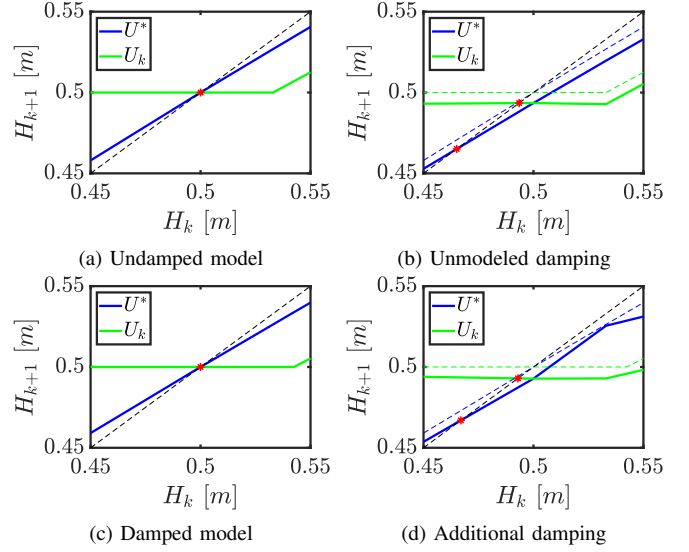 0.55
0.5
0.45
H_{k+1} [m]
U*
U_k
0.45 0.5 0.55
H_k [m]
(a) Undamped model
0.55
0.5
0.45
H_{k+1} [m]
U*
U_k
0.45 0.5 0.55
H_k [m]
(b) Unmodeled damping
0.55
0.5
0.45
H_{k+1} [m]
U*
U_k
0.45 0.5 0.55
H_k [m]
(c) Damped model
0.55
0.5
0.45
H_{k+1} [m]
U*
U_k
0.45 0.5 0.55
H_k [m]
(d) Additional damping